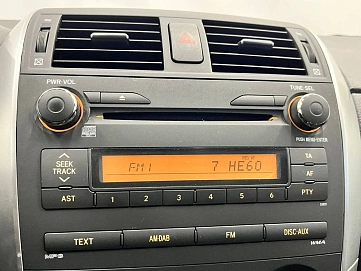 PWR·VOL
TUNE·SEL
PUSH MENU/ENTER
SEEK
TRACK
FM1 7 HE60
TA
AF
AST 1 2 3 4 5 6 PTY
TEXT AM·DAB FM DISC·AUX
MP3 WMA